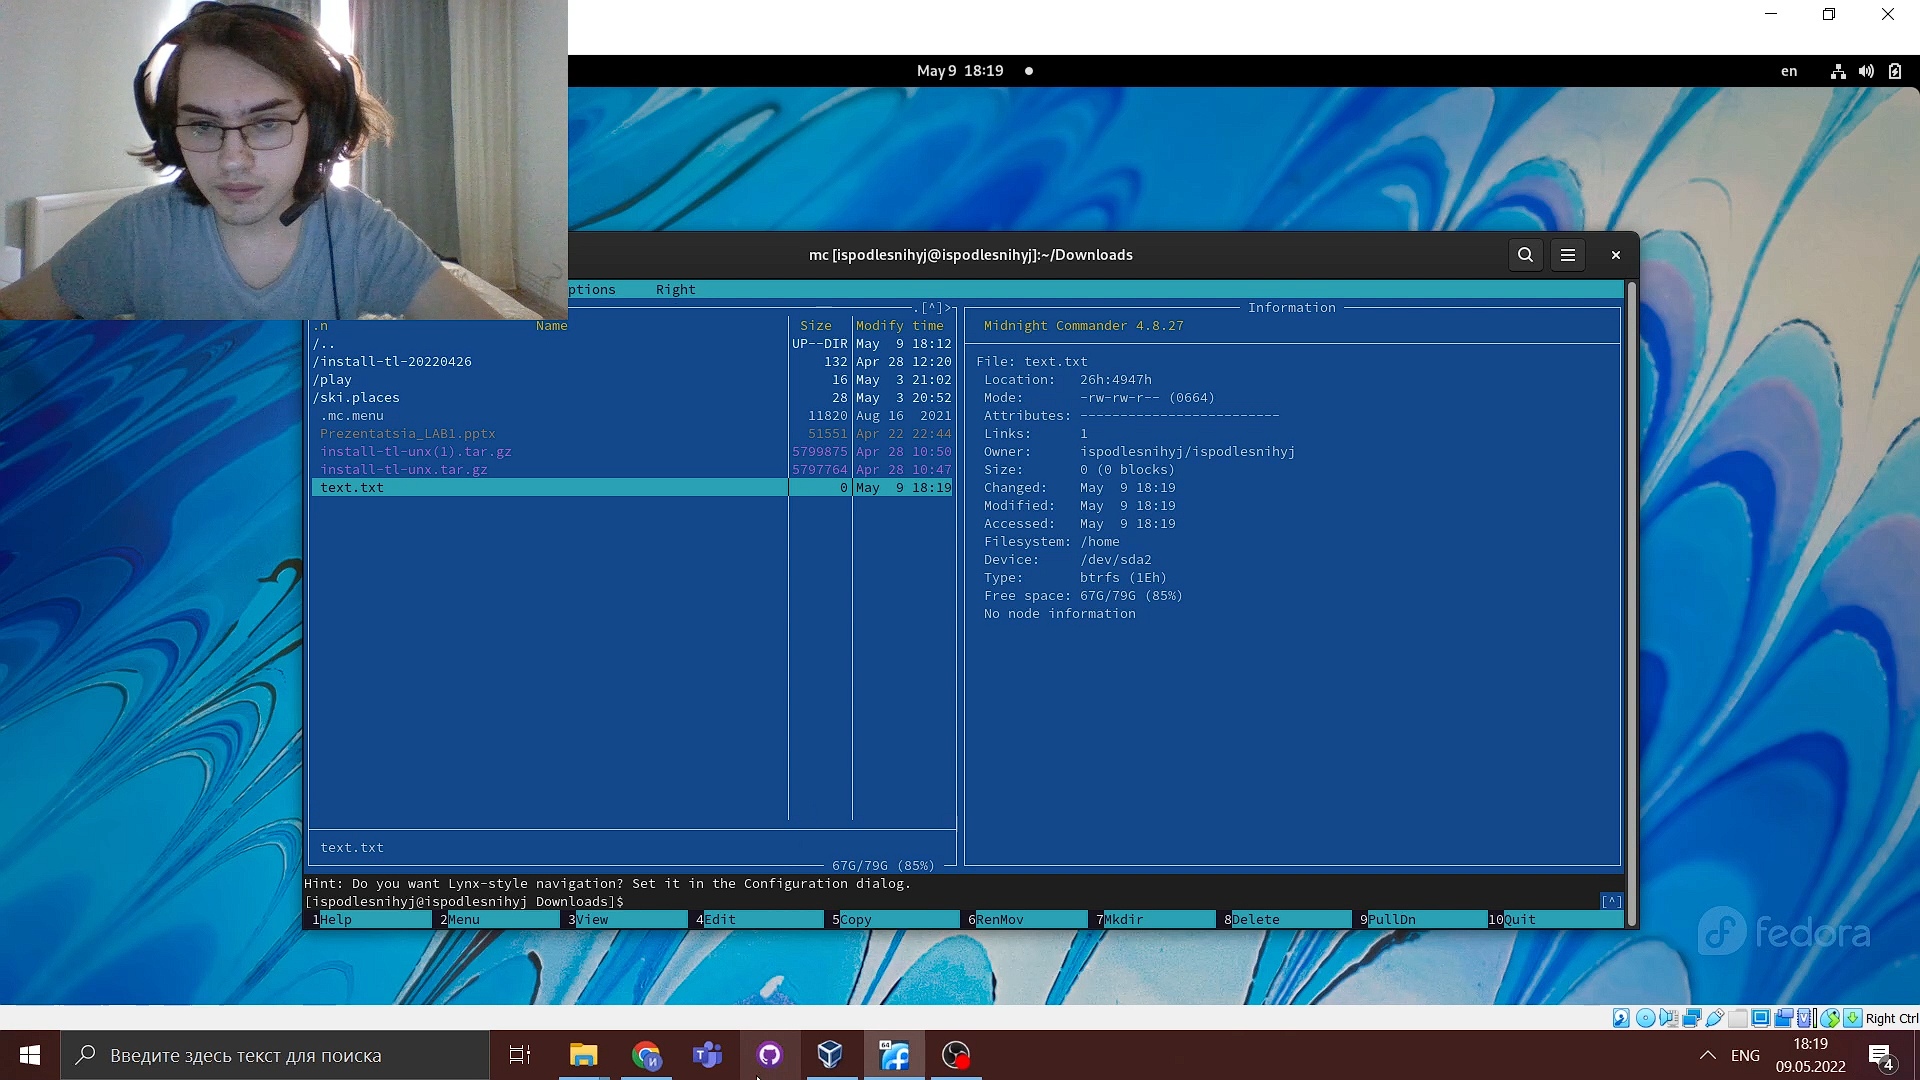 May 9 18:19
en
mc [ispodlesnihyj@ispodlesnihyj]:~/Downloads
ptions Right
.[^]>
.n Name Size Modify time
/.. UP--DIR May 9 18:12
/install-tl-20220426 132 Apr 28 12:20
/play 16 May 3 21:02
/ski.places 28 May 3 20:52
.mc.menu 11820 Aug 16 2021
Prezentatsia_LAB1.pptx 51551 Apr 22 22:44
install-tl-unx(1).tar.gz 5799875 Apr 28 10:50
install-tl-unx.tar.gz 5797764 Apr 28 10:47
text.txt 0 May 9 18:19
text.txt
67G/79G (85%)
Information
Midnight Commander 4.8.27
File: text.txt
Location: 26h:4947h
Mode: -rw-rw-r-- (0664)
Attributes: -------------------------
Links: 1
Owner: ispodlesnihyj/ispodlesnihyj
Size: 0 (0 blocks)
Changed: May 9 18:19
Modified: May 9 18:19
Accessed: May 9 18:19
Filesystem: /home
Device: /dev/sda2
Type: btrfs (1Eh)
Free space: 67G/79G (85%)
No node information
Hint: Do you want Lynx-style navigation? Set it in the Configuration dialog.
[ispodlesnihyj@ispodlesnihyj Downloads]$ [^]
1Help 2Menu 3View 4Edit 5Copy 6RenMov 7Mkdir 8Delete 9PullDn 10Quit
fedora
Right Ctrl
Введите здесь текст для поиска
64
ENG
18:19
09.05.2022
4